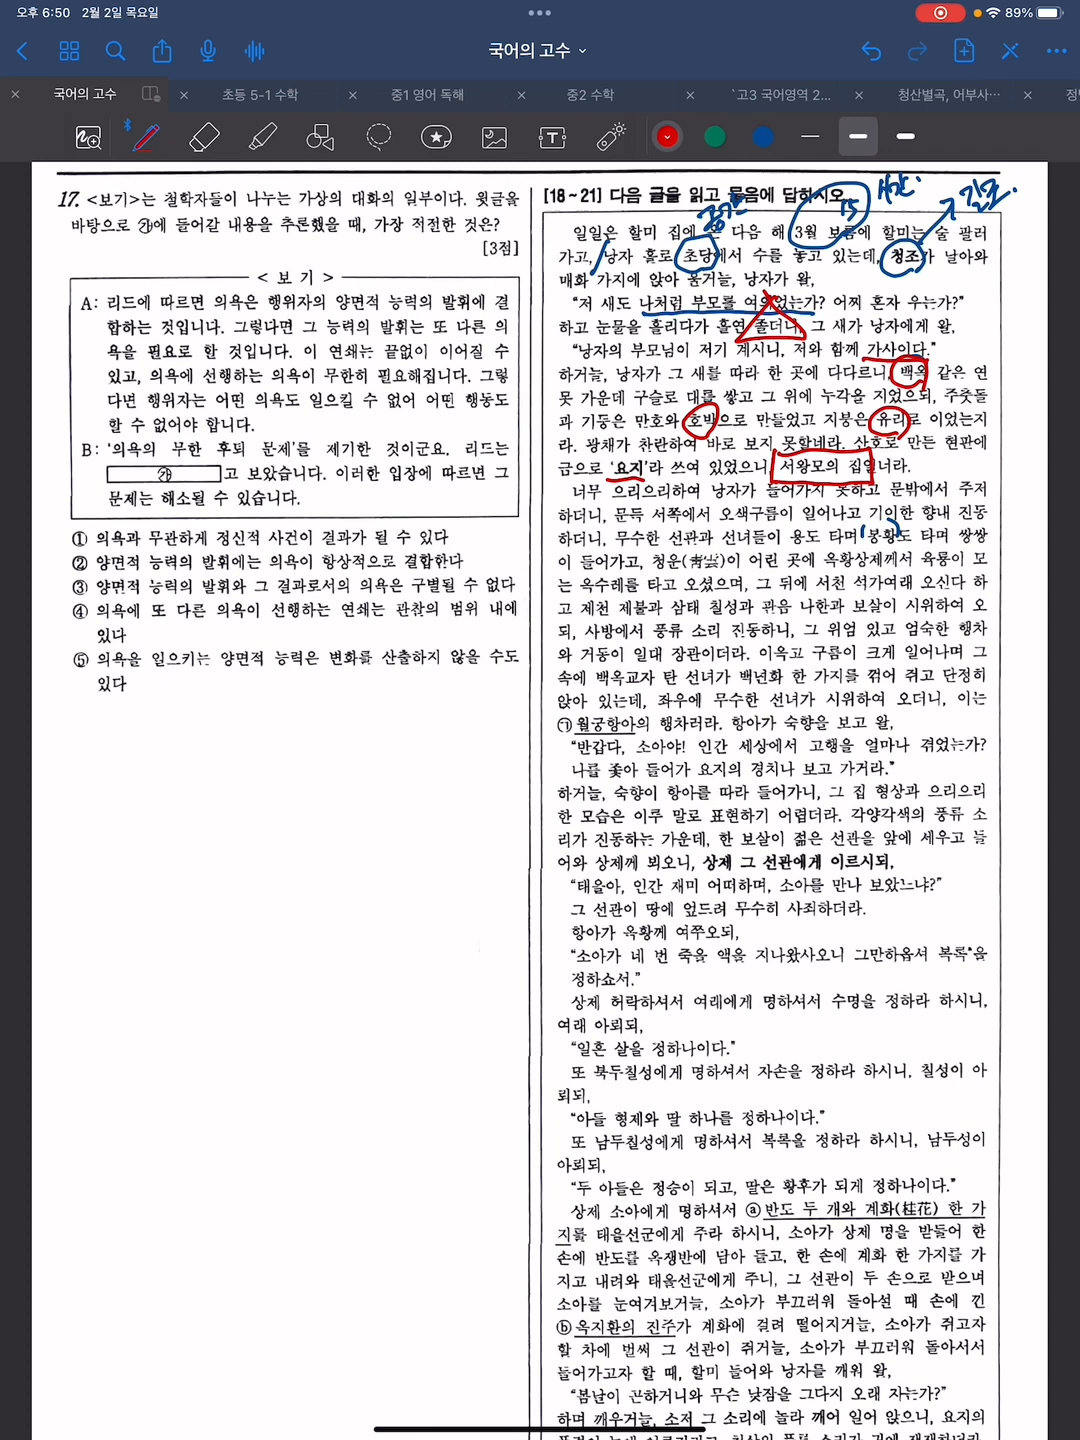 오후 6:50 2월 2일 목요일
89%
국어의 고수
국어의 고수
초등 5-1 수학
중1 영어 독해
중2 수학
`고3 국어영역 2...
청산별곡, 어부사...
17. <보기>는 철학자들이 나누는 가상의 대화의 일부이다. 윗글을
바탕으로 ㉮에 들어갈 내용을 추론했을 때, 가장 적절한 것은?
[3점]
< 보 기 >
A: 리드에 따르면 의욕은 행위자의 양면적 능력의 발휘에 결
합하는 것입니다. 그렇다면 그 능력의 발휘는 또 다른 의
욕을 필요로 할 것입니다. 이 연쇄는 끝없이 이어질 수
있고, 의욕에 선행하는 의욕이 무한히 필요해집니다. 그렇
다면 행위자는 어떤 의욕도 일으킬 수 없어 어떤 행동도
할 수 없어야 합니다.
B: '의욕의 무한 후퇴 문제'를 제기한 것이군요. 리드는
㉮ 고 보았습니다. 이러한 입장에 따르면 그
문제는 해소될 수 있습니다.
① 의욕과 무관하게 정신적 사건이 결과가 될 수 있다
② 양면적 능력의 발휘에는 의욕이 항상적으로 결합한다
③ 양면적 능력의 발휘와 그 결과로서의 의욕은 구별될 수 없다
④ 의욕에 또 다른 의욕이 선행하는 연쇄는 관찰의 범위 내에
있다
⑤ 의욕을 일으키는 양면적 능력은 변화를 산출하지 않을 수도
있다
[18~21] 다음 글을 읽고 물음에 답하시오.
공간
15
시간.
길조.
일일은 할미 집에 온 다음 해 3월 보름에 할미는 술 팔러
가고, 낭자 홀로 초당에서 수를 놓고 있는데, 청조가 날아와
매화 가지에 앉아 울거늘, 낭자가 왈,
“저 새도 나처럼 부모를 여의었는가? 어찌 혼자 우는가?”
하고 눈물을 흘리다가 홀연 졸더니, 그 새가 낭자에게 왈,
“낭자의 부모님이 저기 계시니, 저와 함께 가사이다.”
하거늘, 낭자가 그 새를 따라 한 곳에 다다르니, 백옥 같은 연
못 가운데 구슬로 대를 쌓고 그 위에 누각을 지었으되, 주춧돌
과 기둥은 만호와 호박으로 만들었고 지붕은 유리로 이었는지
라. 광채가 찬란하여 바로 보지 못할네라. 산호로 만든 현판에
금으로 '요지'라 쓰여 있었으니, 서왕모의 집일너라.
너무 으리으리하여 낭자가 들어가지 못하고 문밖에서 주저
하더니, 문득 서쪽에서 오색구름이 일어나고 기이한 향내 진동
하더니, 무수한 선관과 선녀들이 용도 타며 봉황도 타며 쌍쌍
이 들어가고, 청운(靑雲)이 어린 곳에 옥황상제께서 육룡이 모
는 옥수레를 타고 오셨으며, 그 뒤에 서천 석가여래 오신다 하
고 제천 제불과 삼태 칠성과 관음 나한과 보살이 시위하여 오
되, 사방에서 풍류 소리 진동하니, 그 위엄 있고 엄숙한 행차
와 거동이 일대 장관이더라. 이윽고 구름이 크게 일어나며 그
속에 백옥교자 탄 선녀가 백년화 한 가지를 꺾어 쥐고 단정히
앉아 있는데, 좌우에 무수한 선녀가 시위하여 오더니, 이는
㉠ 월궁항아의 행차러라. 항아가 숙향을 보고 왈,
“반갑다, 소아야! 인간 세상에서 고행을 얼마나 겪었는가?
나를 좇아 들어가 요지의 경치나 보고 가거라.”
하거늘, 숙향이 항아를 따라 들어가니, 그 집 형상과 으리으리
한 모습은 이루 말로 표현하기 어렵더라. 각양각색의 풍류 소
리가 진동하는 가운데, 한 보살이 젊은 선관을 앞에 세우고 들
어와 상제께 뵈오니, 상제 그 선관에게 이르시되,
“태을아, 인간 재미 어떠하며, 소아를 만나 보았느냐?”
그 선관이 땅에 엎드려 무수히 사죄하더라.
항아가 옥황께 여쭈오되,
“소아가 네 번 죽을 액을 지나왔사오니 그만하옵셔 복록*을
정하쇼서.”
상제 허락하셔서 여래에게 명하셔서 수명을 정하라 하시니,
여래 아뢰되,
“일흔 살을 정하나이다.”
또 북두칠성에게 명하셔서 자손을 정하라 하시니, 칠성이 아
뢰되,
“아들 형제와 딸 하나를 정하나이다.”
또 남두칠성에게 명하셔서 복록을 정하라 하시니, 남두성이
아뢰되,
“두 아들은 정승이 되고, 딸은 황후가 되게 정하나이다.”
상제 소아에게 명하셔서 ⓐ 반도 두 개와 계화(桂花) 한 가
지를 태을선군에게 주라 하시니, 소아가 상제 명을 받들어 한
손에 반도를 옥쟁반에 담아 들고, 한 손에 계화 한 가지를 가
지고 내려와 태을선군에게 주니, 그 선관이 두 손으로 받으며
소아를 눈여겨보거늘, 소아가 부끄러워 돌아설 때 손에 낀
ⓑ 옥지환의 진주가 계화에 걸려 떨어지거늘, 소아가 쥐고자
할 차에 벌써 그 선관이 쥐거늘, 소아가 부끄러워 돌아서서
들어가고자 할 때, 할미 들어와 낭자를 깨워 왈,
“봄날이 곤하거니와 무슨 낮잠을 그다지 오래 자는가?”
하며 깨우거늘, 소저 그 소리에 놀라 깨어 일어 앉으니, 요지의